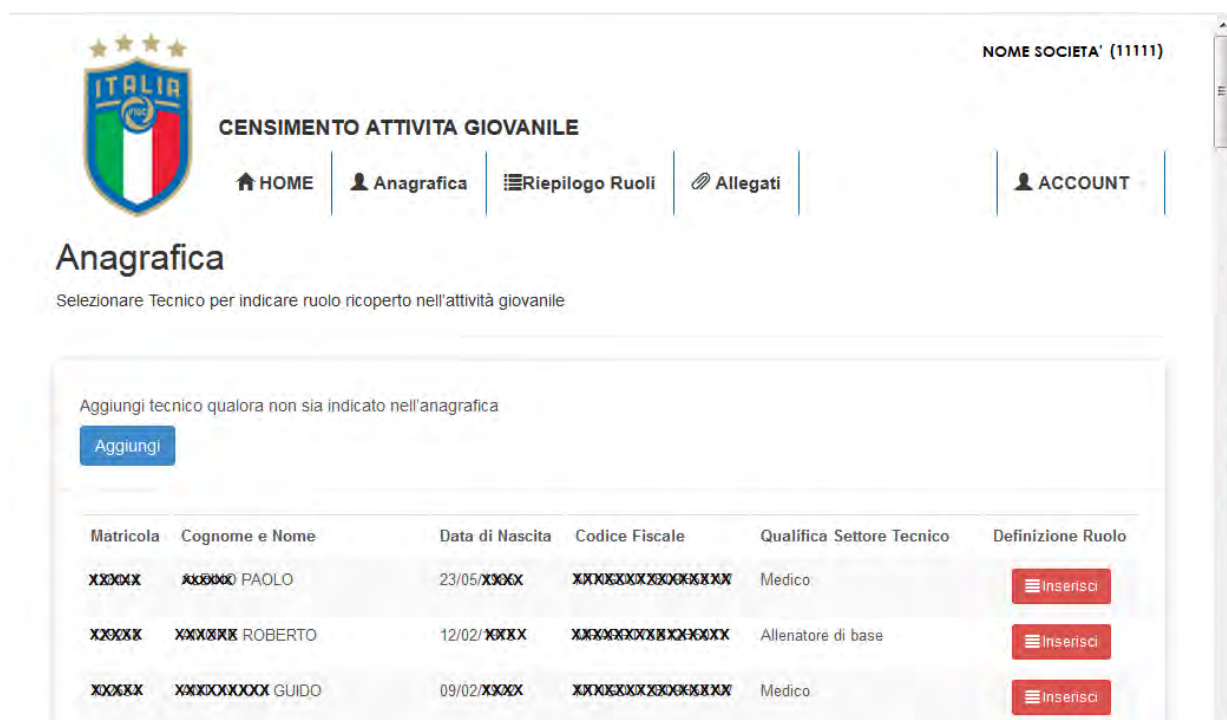 NOME SOCIETA' (11111)
ITALIA
FIGC
CENSIMENTO ATTIVITA GIOVANILE
HOME Anagrafica Riepilogo Ruoli Allegati ACCOUNT
Anagrafica
Selezionare Tecnico per indicare ruolo ricoperto nell'attività giovanile
Aggiungi tecnico qualora non sia indicato nell'anagrafica
Aggiungi
Matricola Cognome e Nome Data di Nascita Codice Fiscale Qualifica Settore Tecnico Definizione Ruolo
PAOLO 23/05/ Medico Inserisci
ROBERTO 12/02/ Allenatore di base Inserisci
GUIDO 09/02/ Medico Inserisci